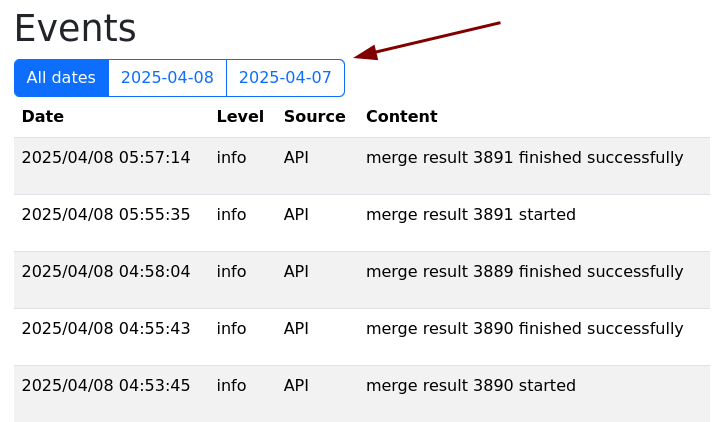 Events
All dates 2025-04-08 2025-04-07
Date Level Source Content
2025/04/08 05:57:14 info API merge result 3891 finished successfully
2025/04/08 05:55:35 info API merge result 3891 started
2025/04/08 04:58:04 info API merge result 3889 finished successfully
2025/04/08 04:55:43 info API merge result 3890 finished successfully
2025/04/08 04:53:45 info API merge result 3890 started